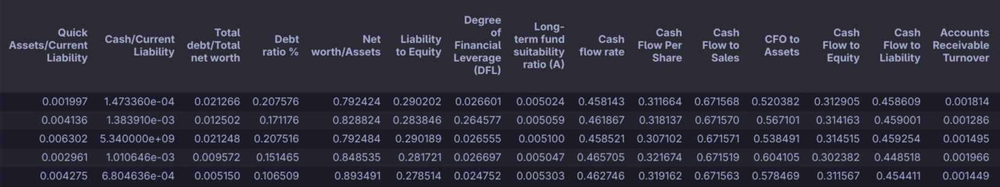 Quick Assets/Current Liability | Cash/Current Liability | Total debt/Total net worth | Debt ratio % | Net worth/Assets | Liability to Equity | Degree of Financial Leverage (DFL) | Long-term fund suitability ratio (A) | Cash flow rate | Cash Flow Per Share | Cash Flow to Sales | CFO to Assets | Cash Flow to Equity | Cash Flow to Liability | Accounts Receivable Turnover
0.001997 1.473360e-04 0.021266 0.207576 0.792424 0.290202 0.026601 0.005024 0.458143 0.311664 0.671568 0.520382 0.312905 0.458609 0.001814
0.004136 1.383910e-03 0.012502 0.171176 0.828824 0.283846 0.264577 0.005059 0.461867 0.318137 0.671570 0.567101 0.314163 0.459001 0.001286
0.006302 5.340000e+09 0.021248 0.207516 0.792484 0.290189 0.026555 0.005100 0.458521 0.307102 0.671571 0.538491 0.314515 0.459254 0.001495
0.002961 1.010646e-03 0.009572 0.151465 0.848535 0.281721 0.026697 0.005047 0.465705 0.321674 0.671519 0.604105 0.302382 0.448518 0.001966
0.004275 6.804636e-04 0.005150 0.106509 0.893491 0.278514 0.024752 0.005303 0.462746 0.319162 0.671563 0.578469 0.311567 0.454411 0.001449